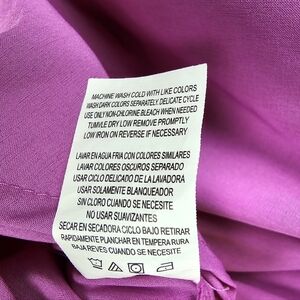 MACHINE WASH COLD WITH LIKE COLORS
WASH DARK COLORS SEPARATELY. DELICATE CYCLE
USE ONLY NON-CHLORINE BLEACH WHEN NEEDED
TUMVLE DRY LOW REMOVE PROMPTLY
LOW IRON ON REVERSE IF NECESSARY
LAVAR EN AGUA FRIA CON COLORES SIMILARES
LAVAR COLORES OSCUROS SEPARADO
USAR CICLO DELICADO DE LA LAVADORA
USAR SOLAMENTE BLANQUEADOR
SIN CLORO CUANDO SE NECESITE
NO USAR SUAVIZANTES
SECAR EN SECADORA CICLO BAJO RETIRAR
RAPIDAMENTE PLANCHAR EN TEMPERA RURA
BAJA REVES CUANDO SE NECESITE